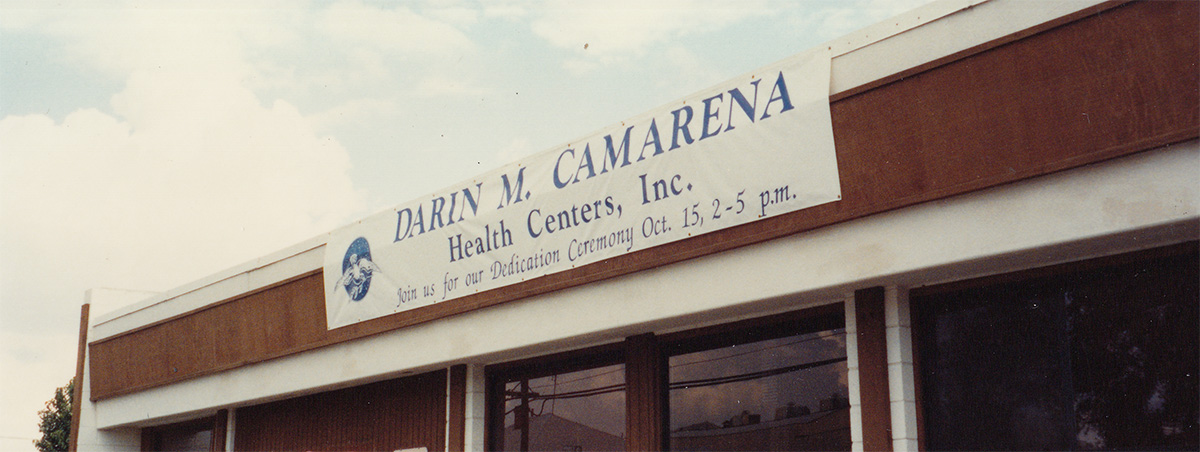 DARIN M. CAMARENA
Health Centers, Inc.
Join us for our Dedication Ceremony Oct. 15, 2-5 p.m.